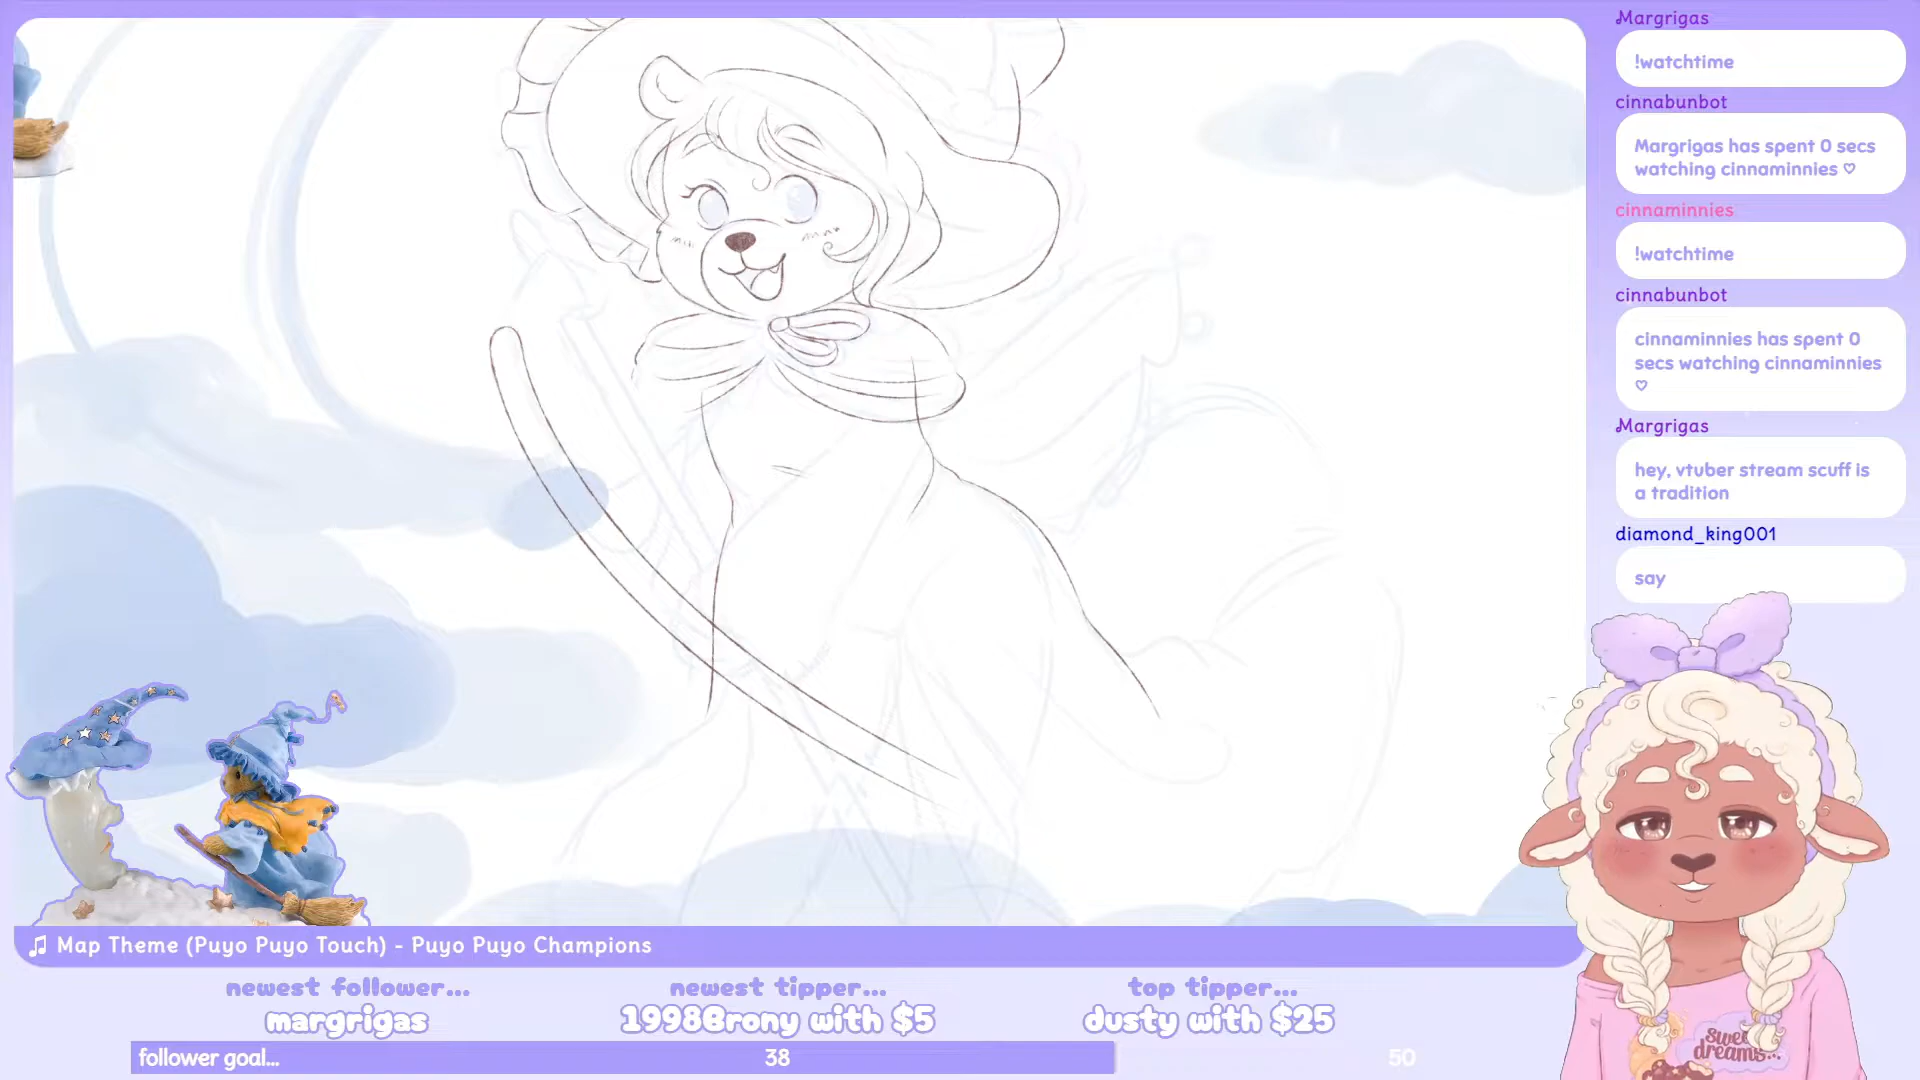 Margrigas
!watchtime
cinnabunbot
Margrigas has spent 0 secs
watching cinnaminnies ♡
cinnaminnies
!watchtime
cinnabunbot
cinnaminnies has spent 0
secs watching cinnaminnies
♡
Margrigas
hey, vtuber stream scuff is
a tradition
diamond_king001
say
♫ Map Theme (Puyo Puyo Touch) - Puyo Puyo Champions
newest follower...
margrigas
newest tipper...
1998Brony with $5
top tipper...
dusty with $25
follower goal...
38
50
sweet
dreams...